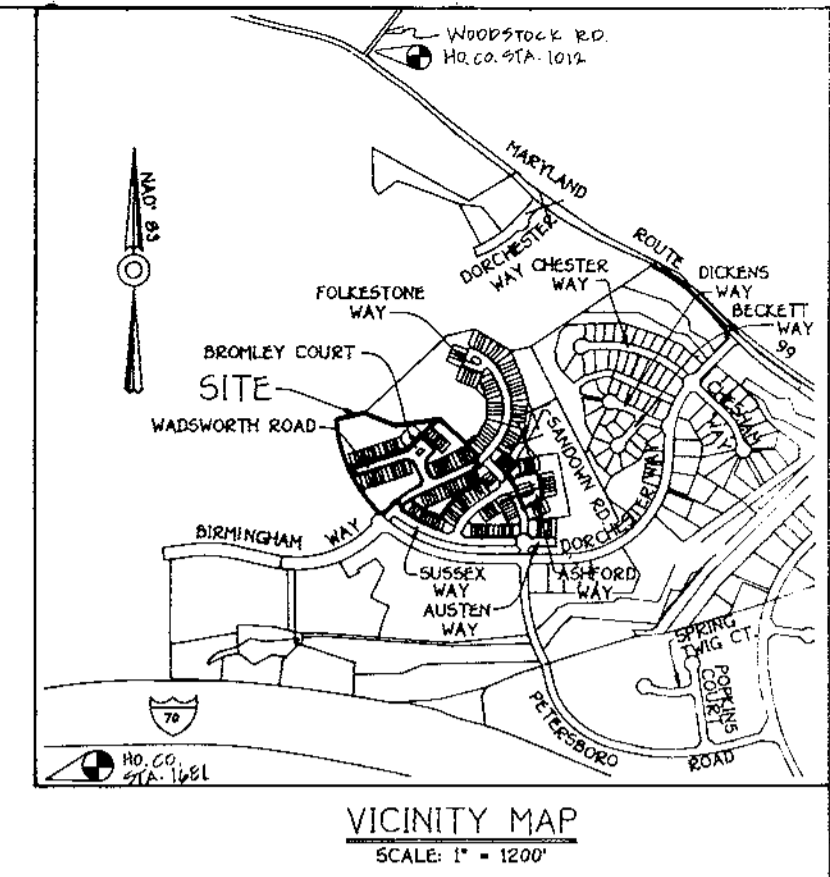 WOODSTOCK RD.
HO. CO. STA. 1012
NAD' 83
MARYLAND
ROUTE
99
DORCHESTER
WAY
CHESTER
WAY
DICKENS
WAY
BECKETT
WAY
FOLKESTONE
WAY
BROMLEY COURT
SITE
WADSWORTH ROAD
CHESHAM
WAY
SANDOWN RD.
DORCHESTER WAY
BIRMINGHAM WAY
SUSSEX
WAY
ASHFORD
WAY
AUSTEN
WAY
SPRING
TWIG CT.
POPKINS
COURT
PETERSBORO
ROAD
70
HO. CO.
STA. 16E1
VICINITY MAP
SCALE: 1" = 1200'